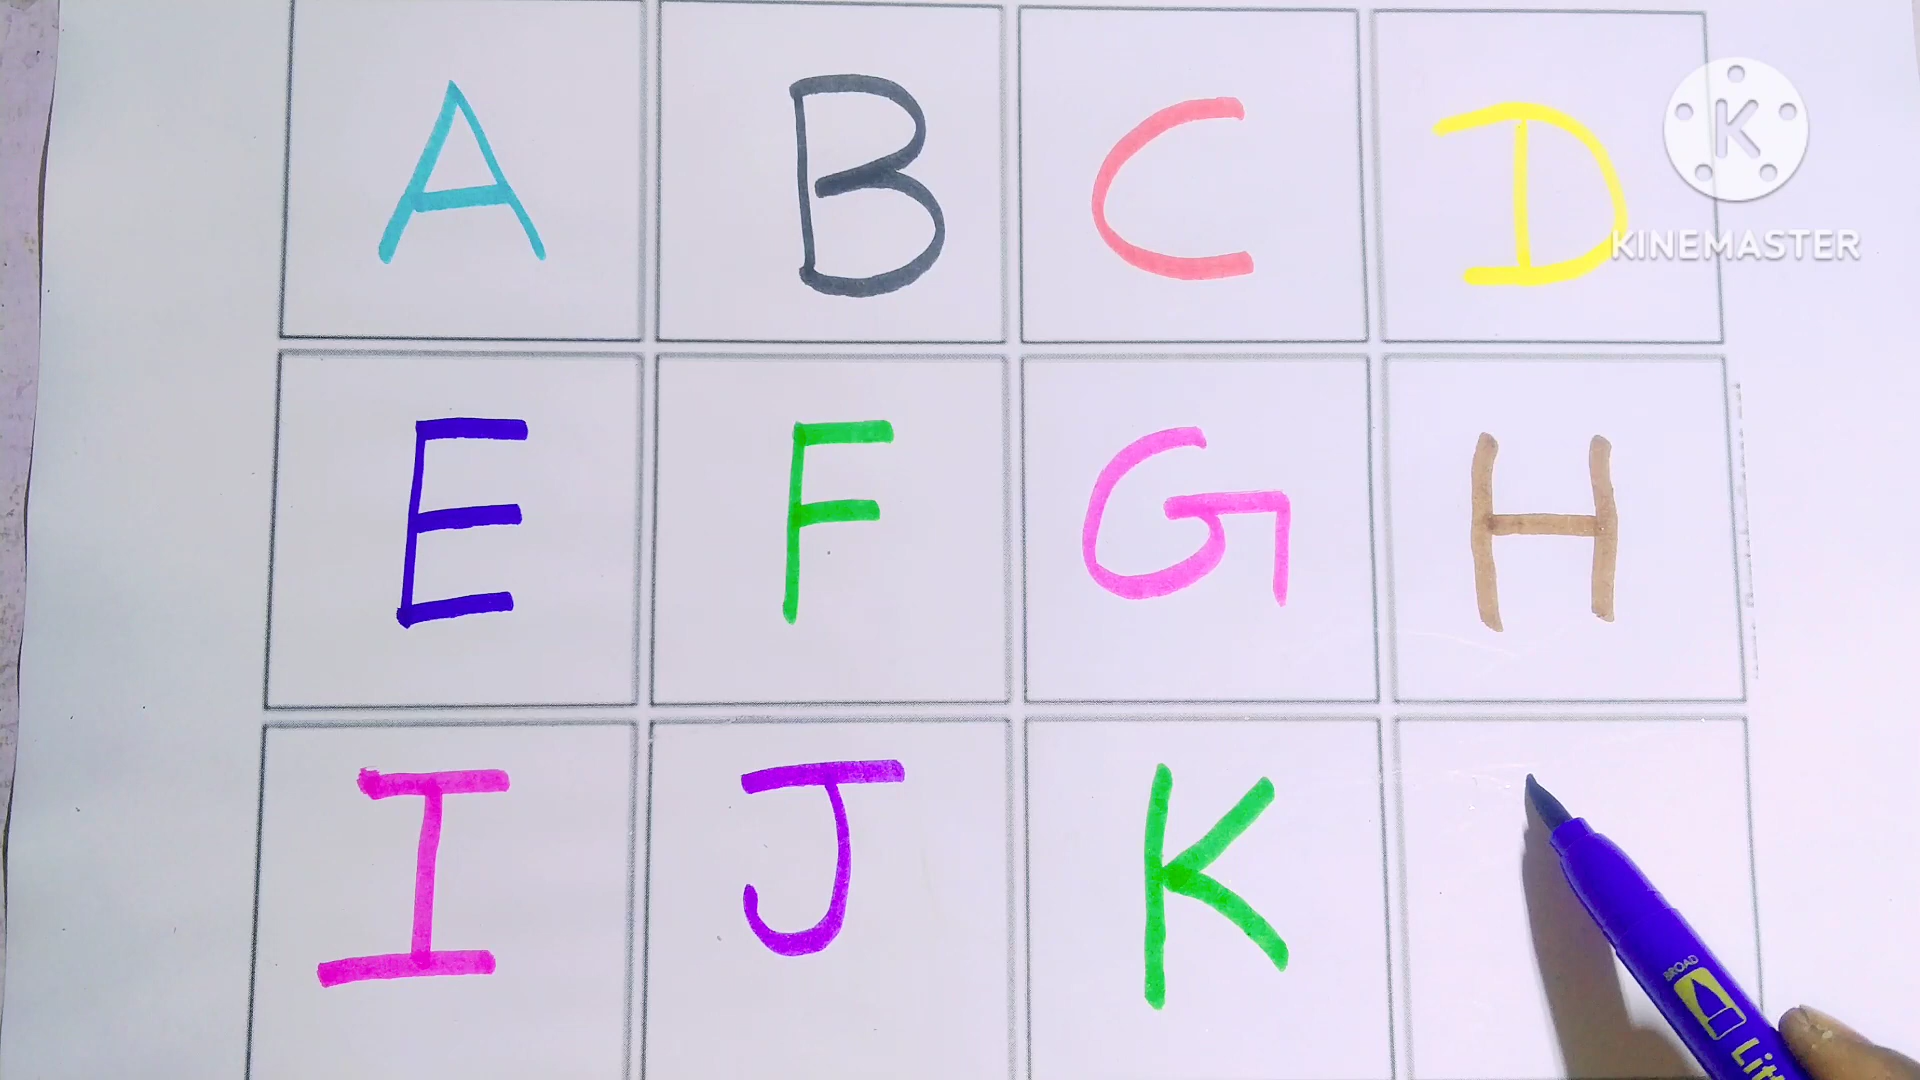 A B C D
K
KINEMASTER
E F G H
I J K
BROAD